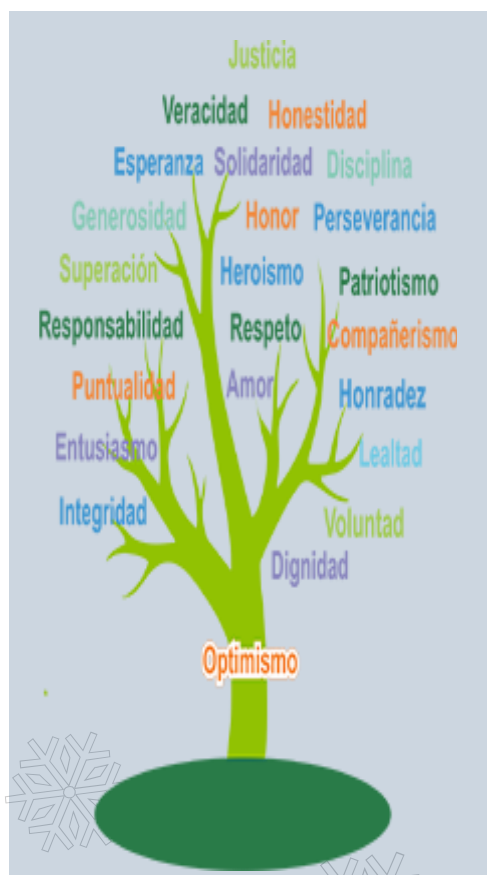 Justicia
Veracidad Honestidad
Esperanza Solidaridad Disciplina
Generosidad Honor Perseverancia
Superación Heroismo Patriotismo
Responsabilidad Respeto Compañerismo
Puntualidad Amor Honradez
Entusiasmo Lealtad
Integridad Voluntad
Dignidad
Optimismo